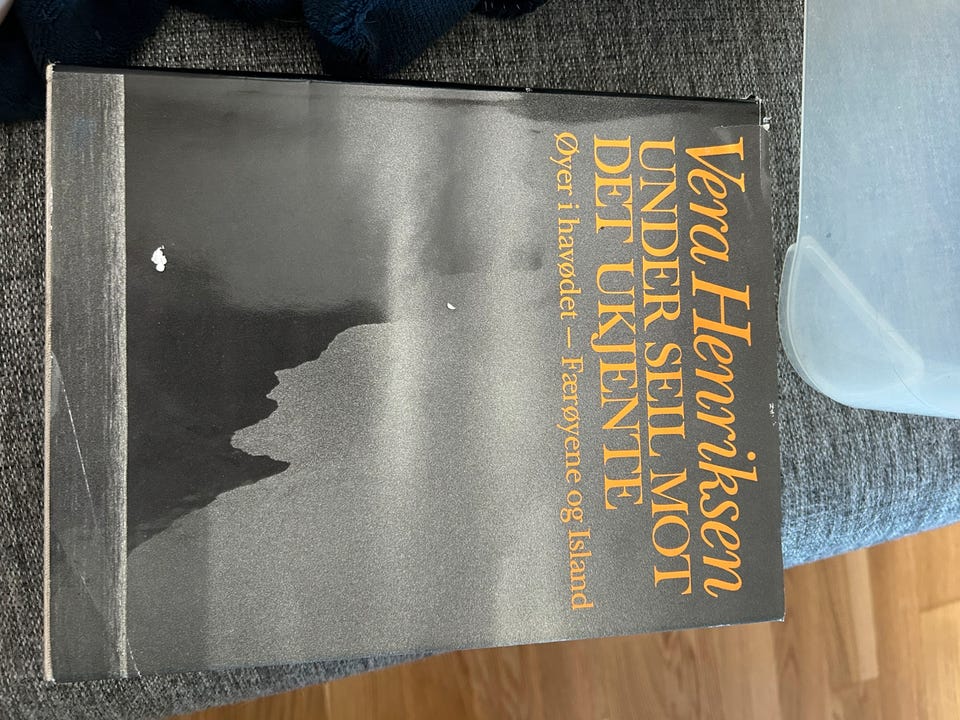 Vera Henriksen
UNDER SEIL MOT
DET UKJENTE
Øyer i havødet – Færøyene og Island